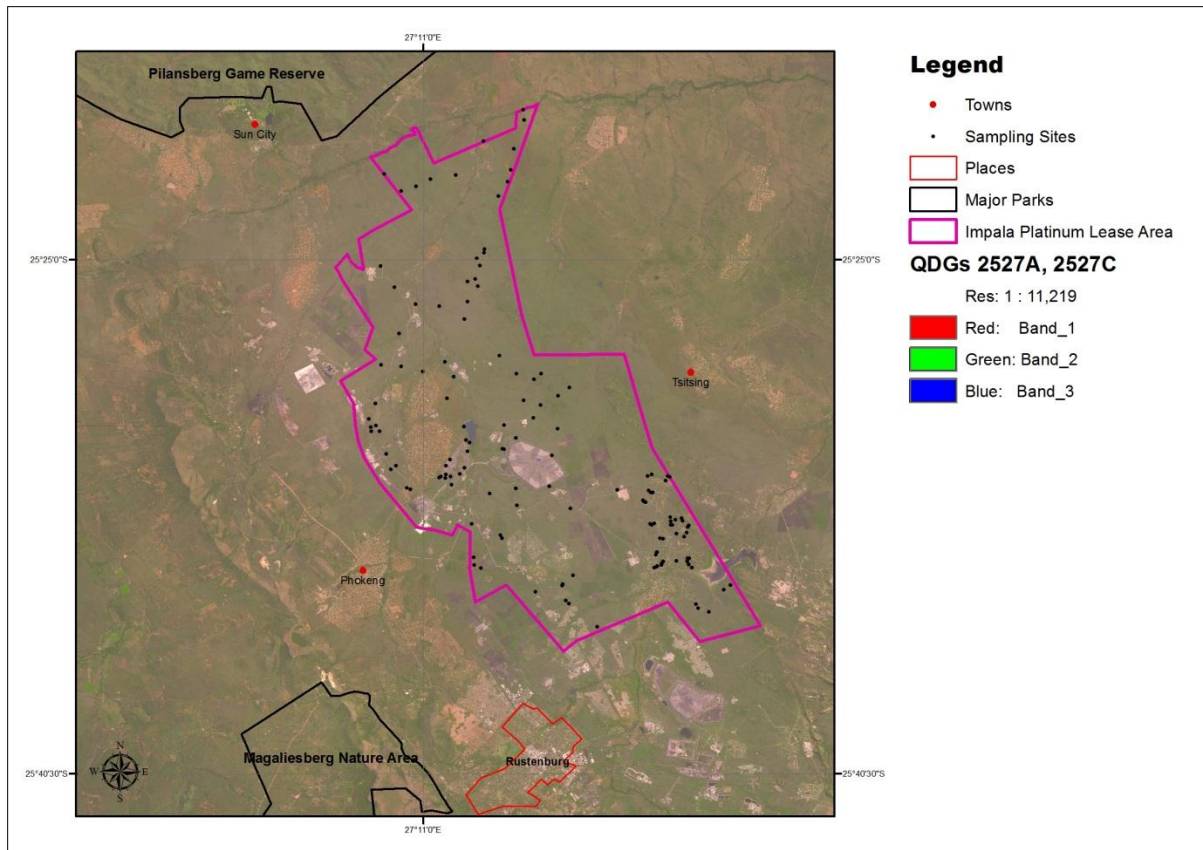 27°11'0"E
Pilansberg Game Reserve
Sun City
25°25'0"S
25°25'0"S
Tsitsing
Phokeng
Magaliesberg Nature Area
Rustenburg
N
W E
S
25°40'30"S
25°40'30"S
27°11'0"E
Legend
Towns
Sampling Sites
Places
Major Parks
Impala Platinum Lease Area
QDGs 2527A, 2527C
Res: 1 : 11,219
Red: Band_1
Green: Band_2
Blue: Band_3